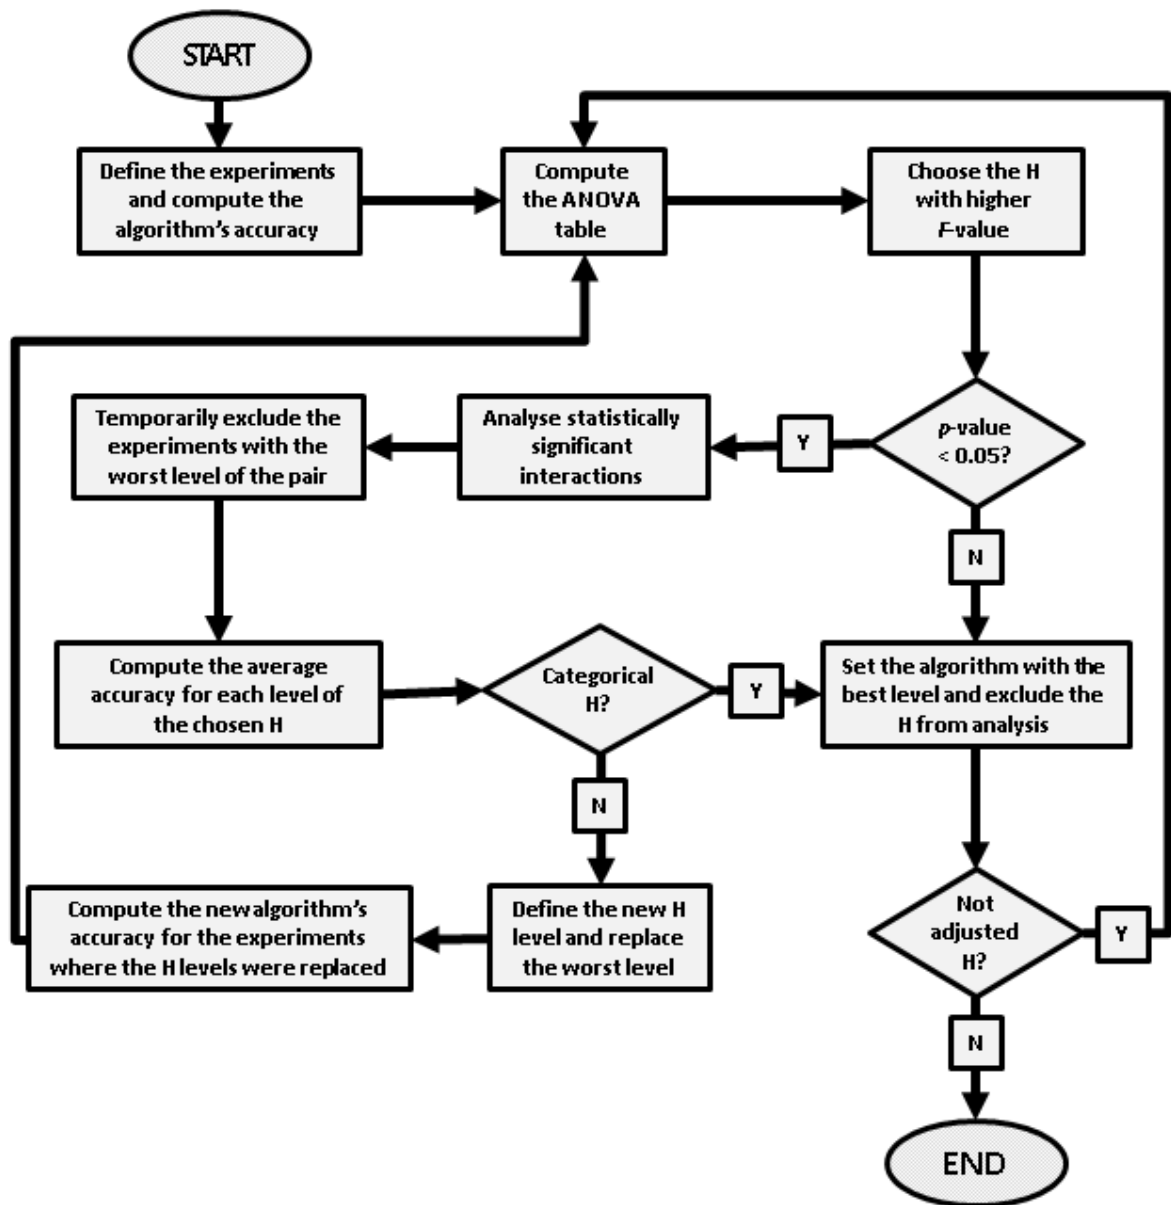 START
Define the experiments
and compute the
algorithm's accuracy
Compute
the ANOVA
table
Choose the H
with higher
F-value
p-value
< 0.05?
Y
Analyse statistically
significant
interactions
Temporarily exclude the
experiments with the
worst level of the pair
N
Compute the average
accuracy for each level of
the chosen H
Categorical
H?
Y
Set the algorithm with the
best level and exclude the
H from analysis
N
Define the new H
level and replace
the worst level
Compute the new algorithm's
accuracy for the experiments
where the H levels were replaced
Not
adjusted
H?
Y
N
END